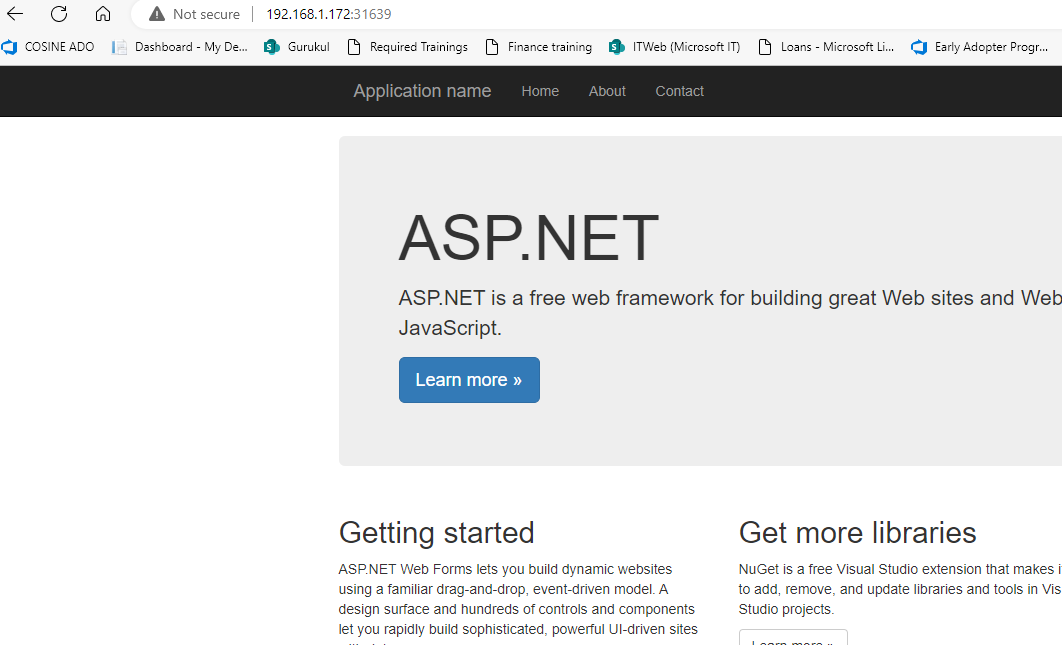 Not secure 192.168.1.172:31639
COSINE ADO Dashboard - My De... Gurukul Required Trainings Finance training ITWeb (Microsoft IT) Loans - Microsoft Li... Early Adopter Progr...
Application name Home About Contact
ASP.NET
ASP.NET is a free web framework for building great Web sites and Web
JavaScript.
Learn more »
Getting started
ASP.NET Web Forms lets you build dynamic websites
using a familiar drag-and-drop, event-driven model. A
design surface and hundreds of controls and components
let you rapidly build sophisticated, powerful UI-driven sites
Get more libraries
NuGet is a free Visual Studio extension that makes i
to add, remove, and update libraries and tools in Vis
Studio projects.
Learn more »